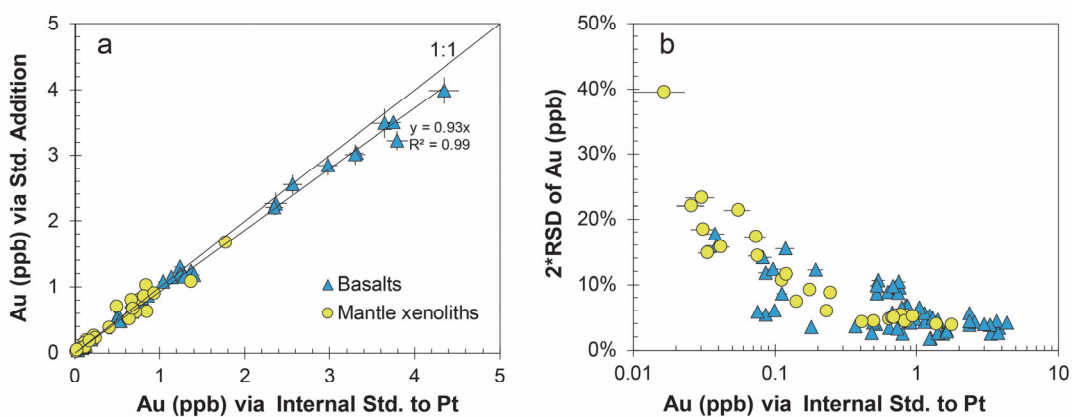 a
1:1
y = 0.93x
R² = 0.99
Basalts
Mantle xenoliths
Au (ppb) via Std. Addition
5
4
3
2
1
0
0 1 2 3 4 5
Au (ppb) via Internal Std. to Pt
b
2*RSD of Au (ppb)
50%
40%
30%
20%
10%
0%
0.01 0.1 1 10
Au (ppb) via Internal Std. to Pt